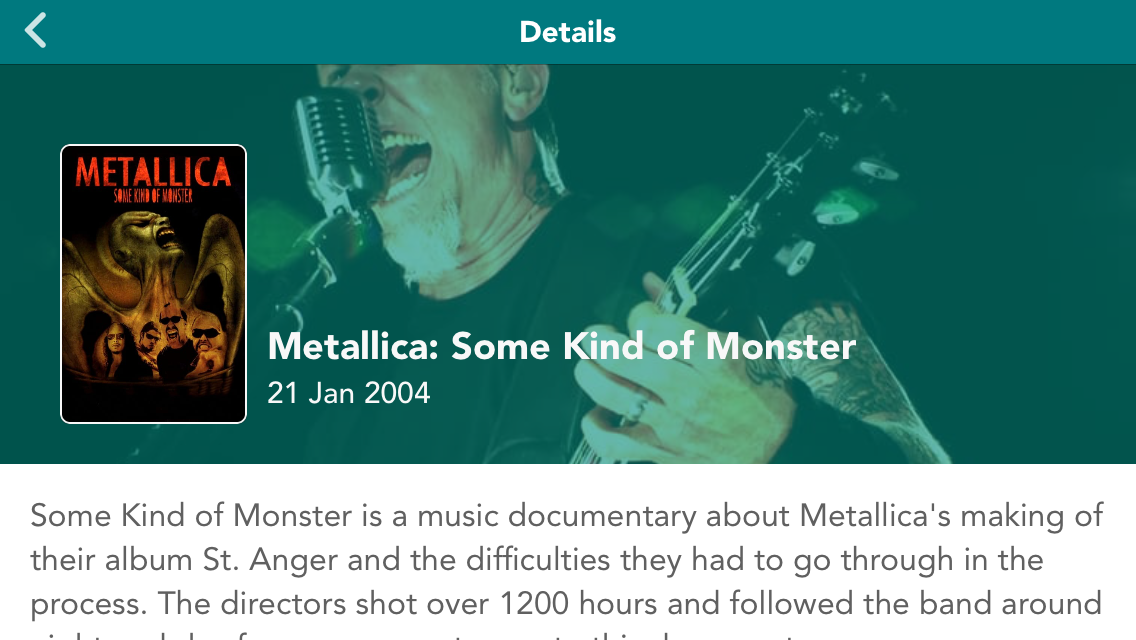 Details
METALLICA
SOME KIND OF MONSTER
Metallica: Some Kind of Monster
21 Jan 2004
Some Kind of Monster is a music documentary about Metallica's making of
their album St. Anger and the difficulties they had to go through in the
process. The directors shot over 1200 hours and followed the band around